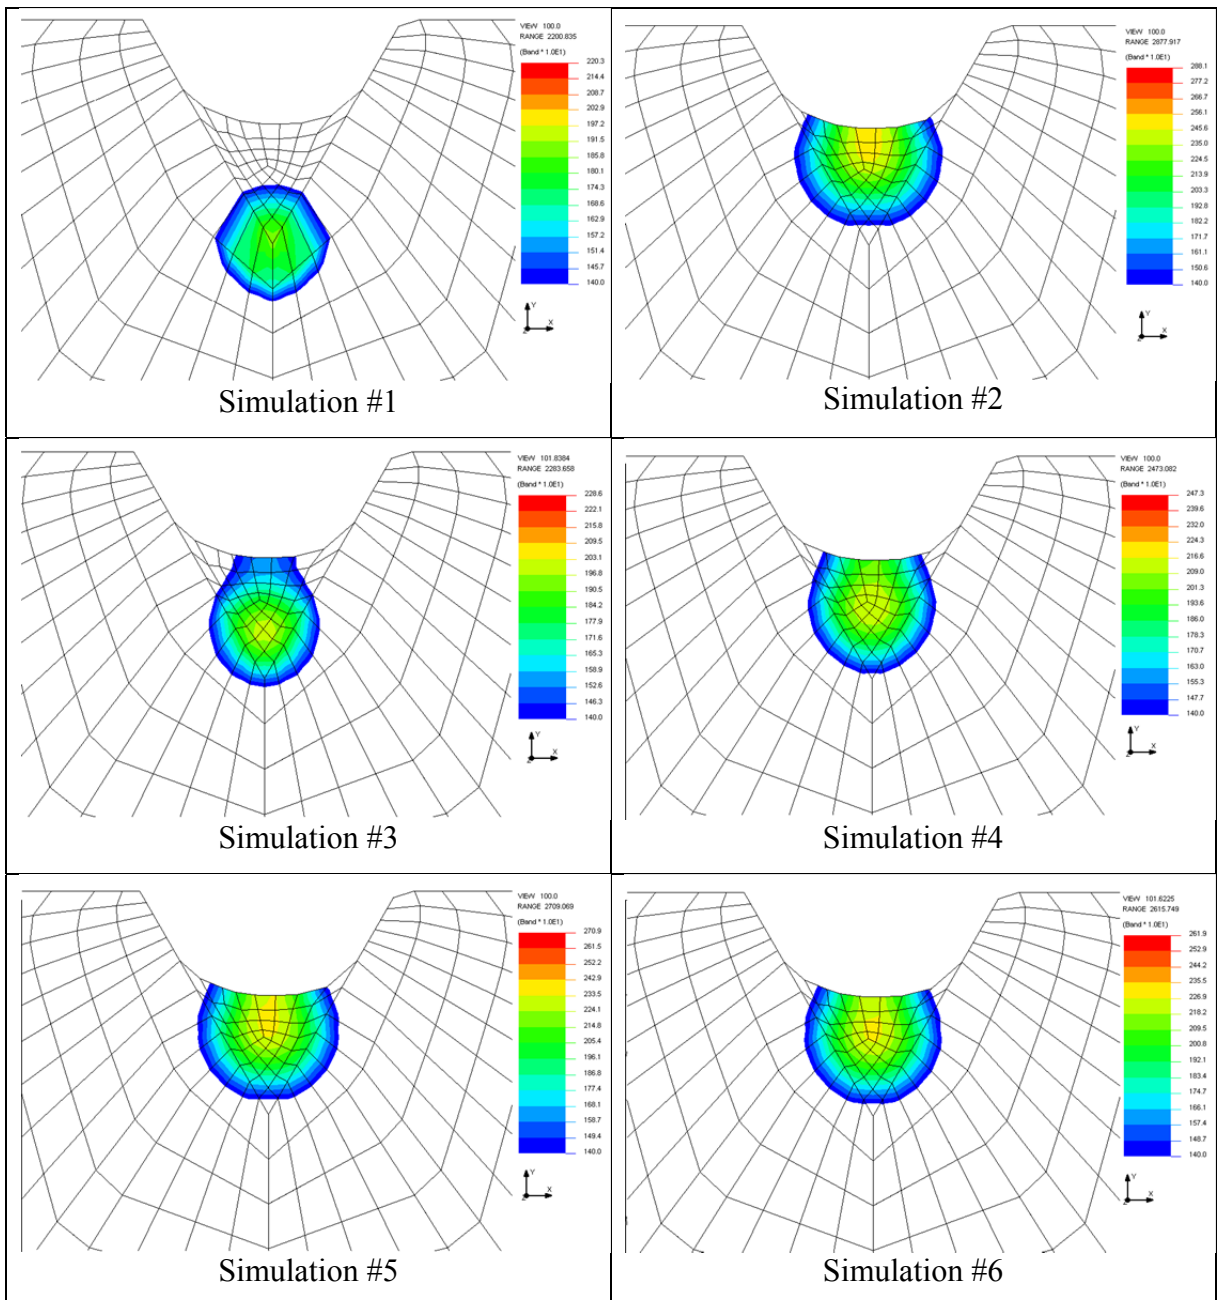 VIEW 100.0
RANGE 2200.835
(Band * 1.0E1)
220.3
214.4
208.7
202.9
197.2
191.5
185.8
180.1
174.3
168.6
162.9
157.2
151.4
145.7
140.0
Y
X
Z
Simulation #1
VIEW 100.0
RANGE 2877.917
(Band * 1.0E1)
288.1
277.2
266.7
256.1
245.6
235.0
224.5
213.9
203.3
192.8
182.2
171.7
161.1
150.6
140.0
Y
X
Z
Simulation #2
VIEW 101.8384
RANGE 2283.658
(Band * 1.0E1)
228.6
222.1
215.8
209.5
203.1
196.8
190.5
184.2
177.9
171.6
165.3
158.9
152.6
146.3
140.0
Y
X
Z
Simulation #3
VIEW 100.0
RANGE 2473.082
(Band * 1.0E1)
247.3
239.6
232.0
224.3
216.6
209.0
201.3
193.6
186.0
178.3
170.7
163.0
155.3
147.7
140.0
Y
X
Z
Simulation #4
VIEW 100.0
RANGE 2709.069
(Band * 1.0E1)
270.9
261.5
252.2
242.9
233.5
224.1
214.8
205.4
196.1
186.8
177.4
168.1
158.7
149.4
140.0
Y
X
Z
Simulation #5
VIEW 101.6225
RANGE 2615.749
(Band * 1.0E1)
261.9
252.9
244.2
235.5
226.9
218.2
209.5
200.8
192.1
183.4
174.7
166.1
157.4
148.7
140.0
Y
X
Z
Simulation #6